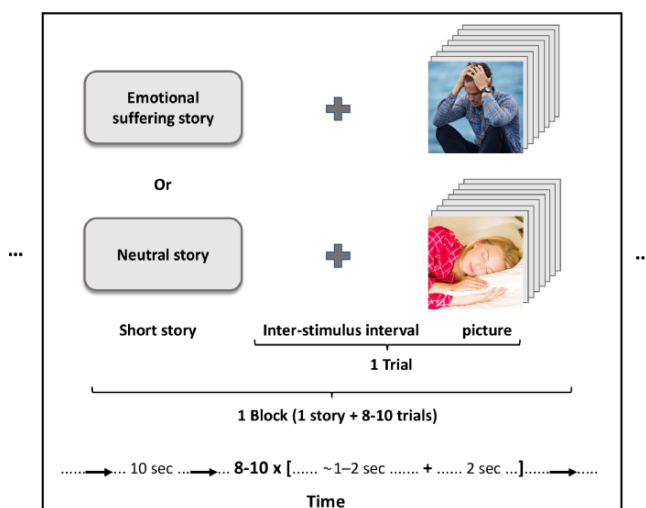 Emotional
suffering story
Or
Neutral story
...
..
Short story Inter-stimulus interval picture
1 Trial
1 Block (1 story + 8-10 trials)
...... ... 10 sec ... ... 8-10 x [...... ~1–2 sec ....... + ...... 2 sec ...]...... .....
Time